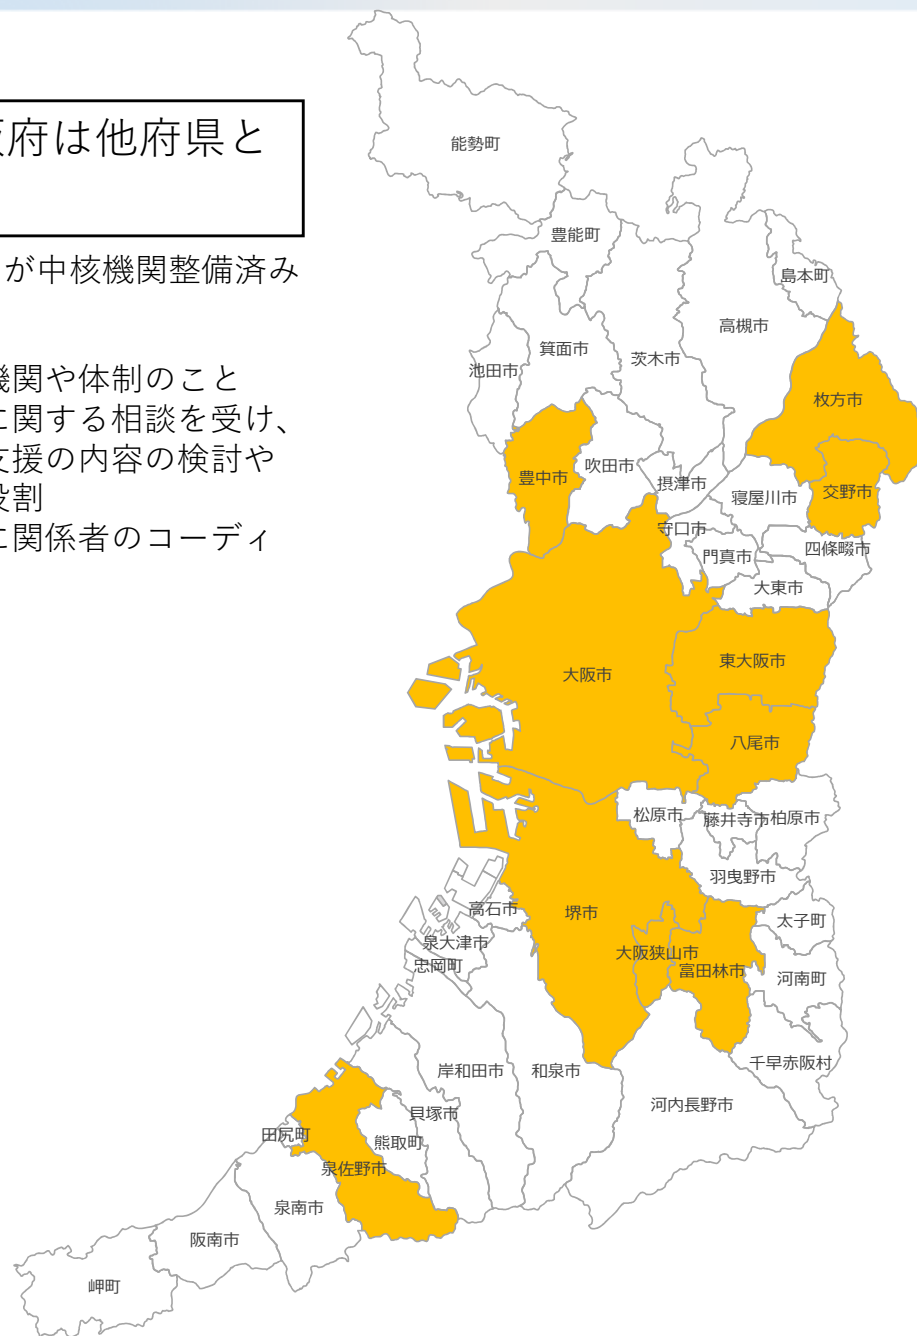 府は他府県と
が中核機関整備済み
機関や体制のこと
に関する相談を受け、
支援の内容の検討や
役割
に関係者のコーディ
能勢町
豊能町
島本町
高槻市
箕面市
茨木市
池田市
枚方市
吹田市
豊中市
摂津市
寝屋川市
交野市
守口市
門真市
四條畷市
大東市
大阪市
東大阪市
八尾市
松原市
藤井寺市
柏原市
羽曳野市
高石市
堺市
太子町
泉大津市
大阪狭山市
忠岡町
富田林市
河南町
岸和田市
和泉市
千早赤阪村
河内長野市
貝塚市
田尻町
熊取町
泉佐野市
泉南市
阪南市
岬町